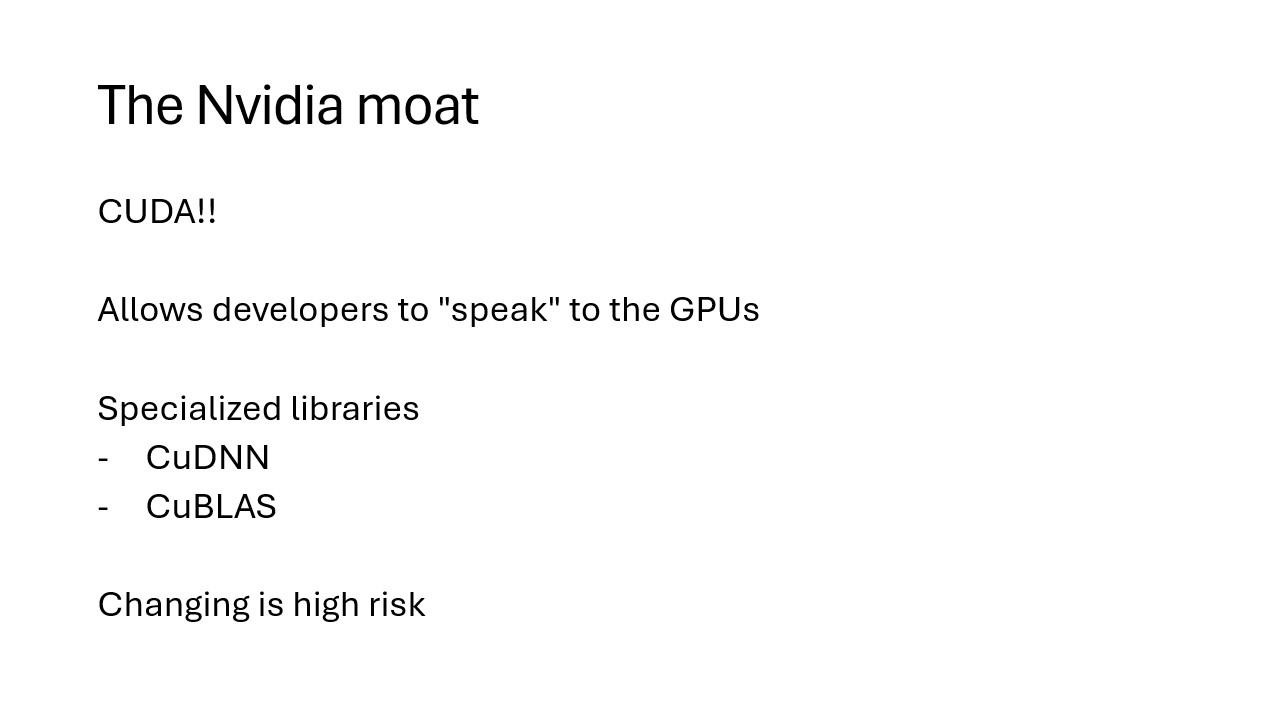 The Nvidia moat
CUDA!!
Allows developers to "speak" to the GPUs
Specialized libraries
- CuDNN
- CuBLAS
Changing is high risk